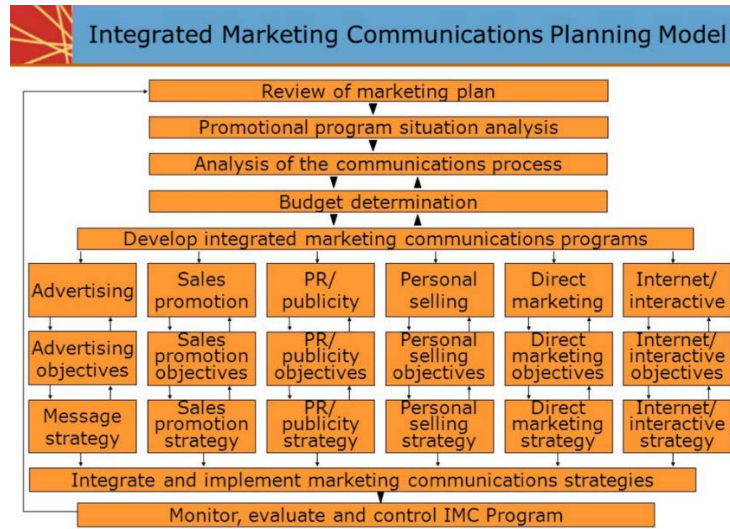 Integrated Marketing Communications Planning Model
Review of marketing plan
Promotional program situation analysis
Analysis of the communications process
Budget determination
Develop integrated marketing communications programs
Advertising
Sales
promotion
PR/
publicity
Personal
selling
Direct
marketing
Internet/
interactive
Advertising
objectives
Sales
promotion
objectives
PR/
publicity
objectives
Personal
selling
objectives
Direct
marketing
objectives
Internet/
interactive
objectives
Message
strategy
Sales
promotion
strategy
PR/
publicity
strategy
Personal
selling
strategy
Direct
marketing
strategy
Internet/
interactive
strategy
Integrate and implement marketing communications strategies
Monitor, evaluate and control IMC Program